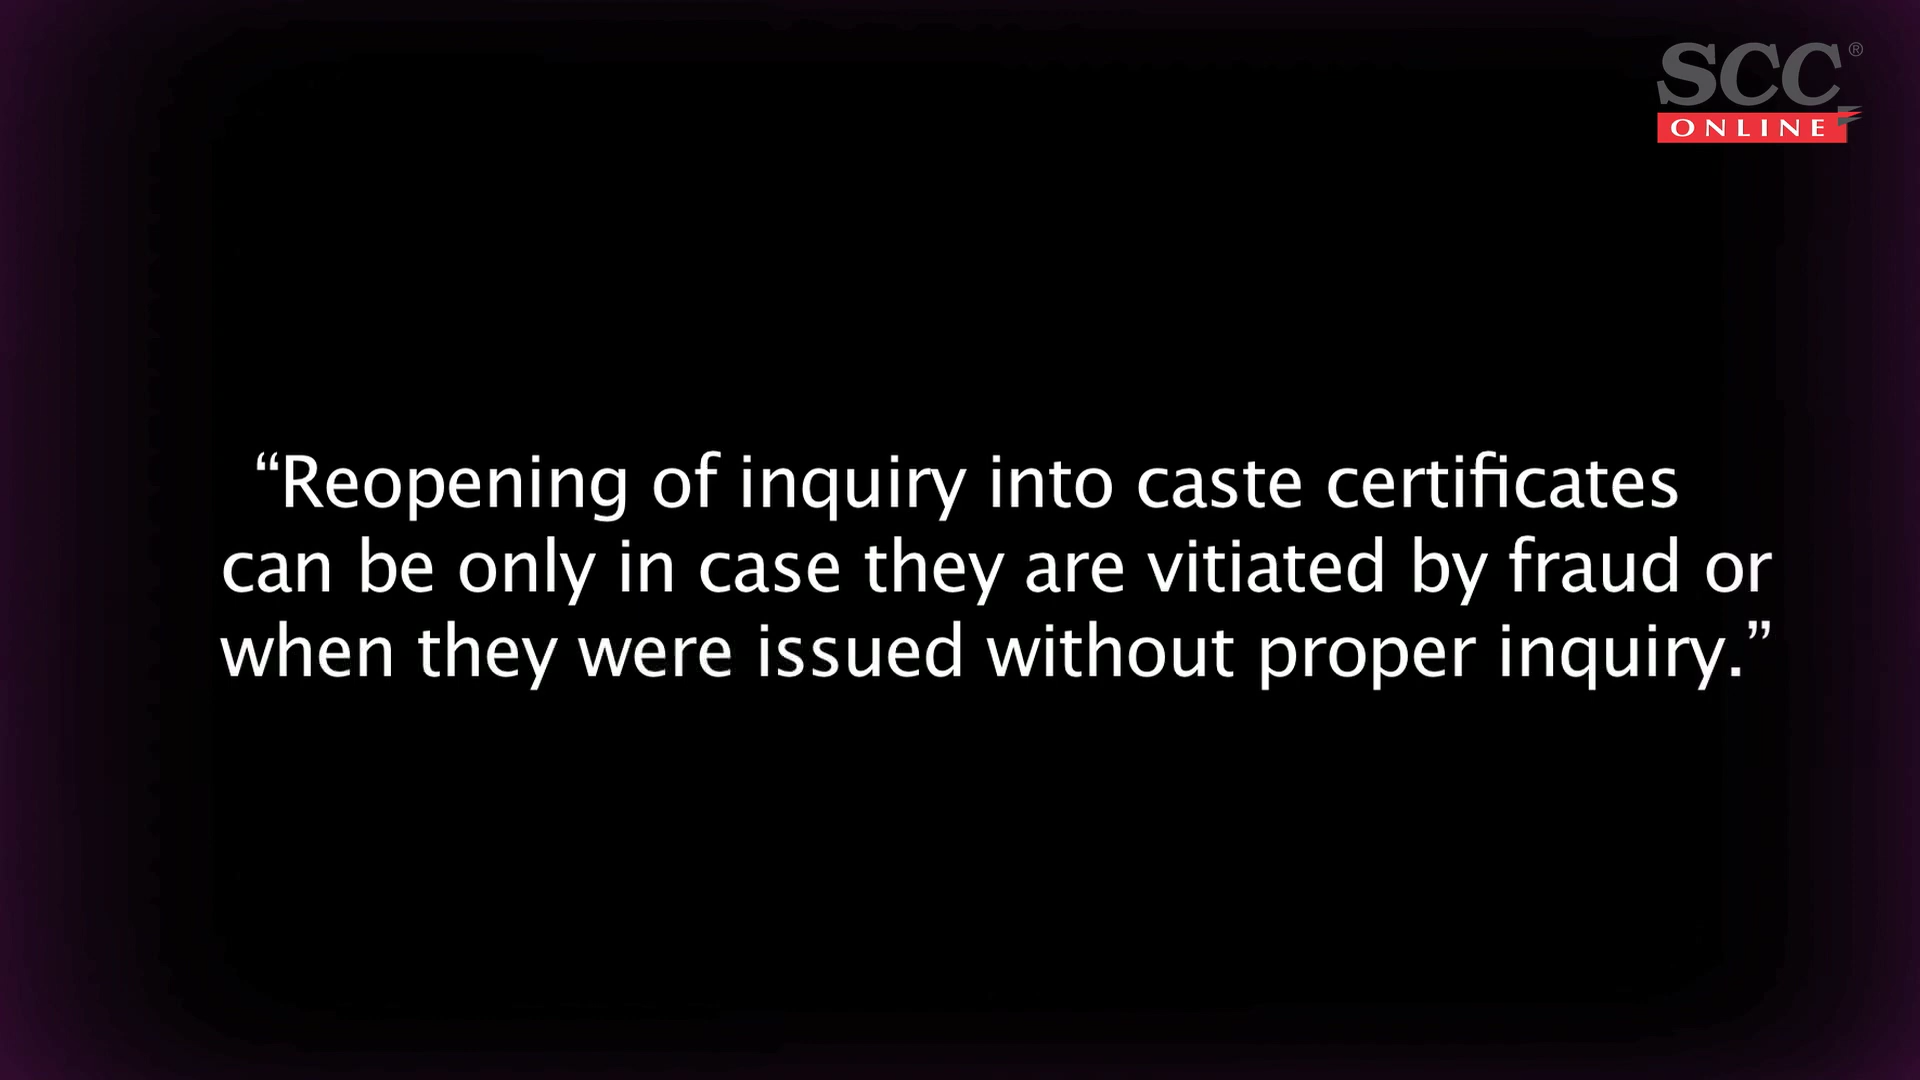 SCC®
ONLINE
“Reopening of inquiry into caste certificates
can be only in case they are vitiated by fraud or
when they were issued without proper inquiry.”